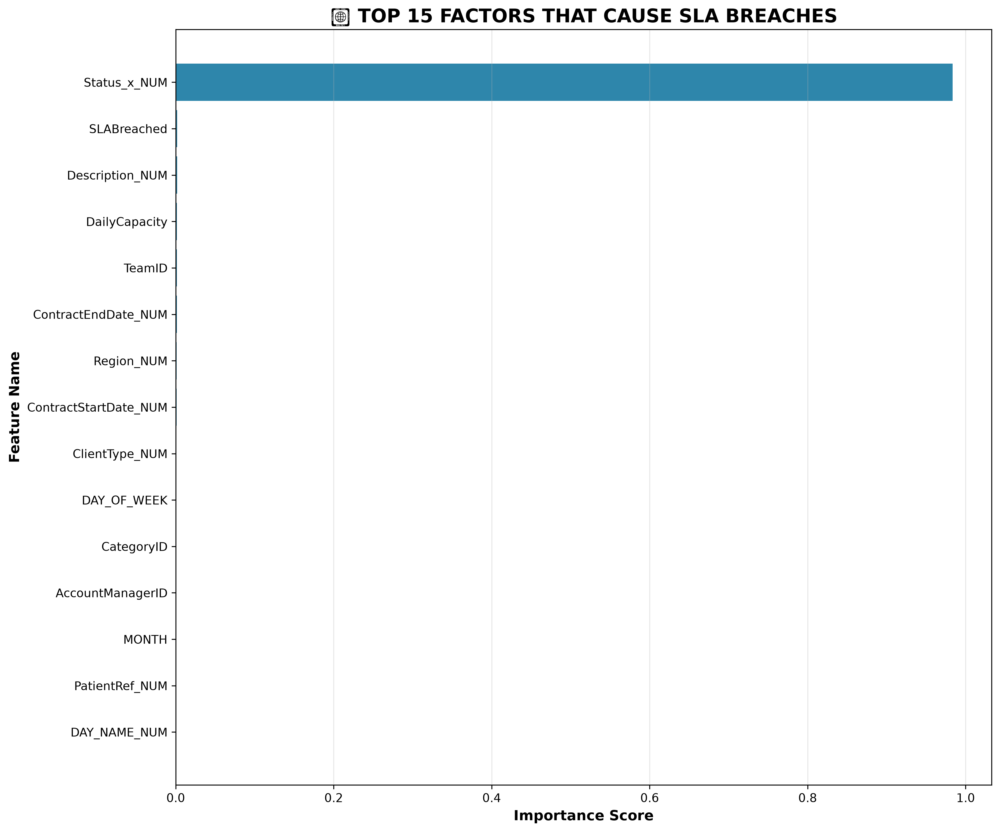 TOP 15 FACTORS THAT CAUSE SLA BREACHES
Status_x_NUM
SLABreached
Description_NUM
DailyCapacity
TeamID
ContractEndDate_NUM
Region_NUM
ContractStartDate_NUM
ClientType_NUM
DAY_OF_WEEK
CategoryID
AccountManagerID
MONTH
PatientRef_NUM
DAY_NAME_NUM
Feature Name
0.0 0.2 0.4 0.6 0.8 1.0
Importance Score